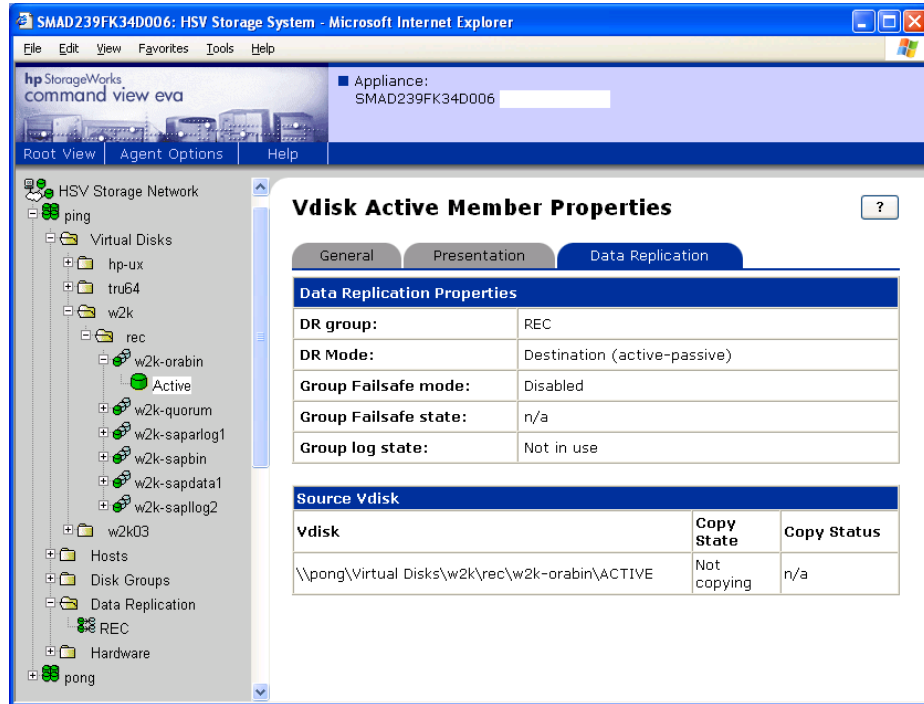 SMAD239FK34D006: HSV Storage System - Microsoft Internet Explorer
File Edit View Favorites Tools Help
hp StorageWorks
command view eva
Appliance:
SMAD239FK34D006
Root View Agent Options Help
HSV Storage Network
ping
Virtual Disks
hp-ux
tru64
w2k
rec
w2k-orabin
Active
w2k-quorum
w2k-saparlog1
w2k-sapbin
w2k-sapdata1
w2k-sapllog2
w2k03
Hosts
Disk Groups
Data Replication
REC
Hardware
pong
Vdisk Active Member Properties
?
General Presentation Data Replication
Data Replication Properties
DR group: REC
DR Mode: Destination (active-passive)
Group Failsafe mode: Disabled
Group Failsafe state: n/a
Group log state: Not in use
Source Vdisk
Vdisk Copy State Copy Status
\\pong\Virtual Disks\w2k\rec\w2k-orabin\ACTIVE Not copying n/a